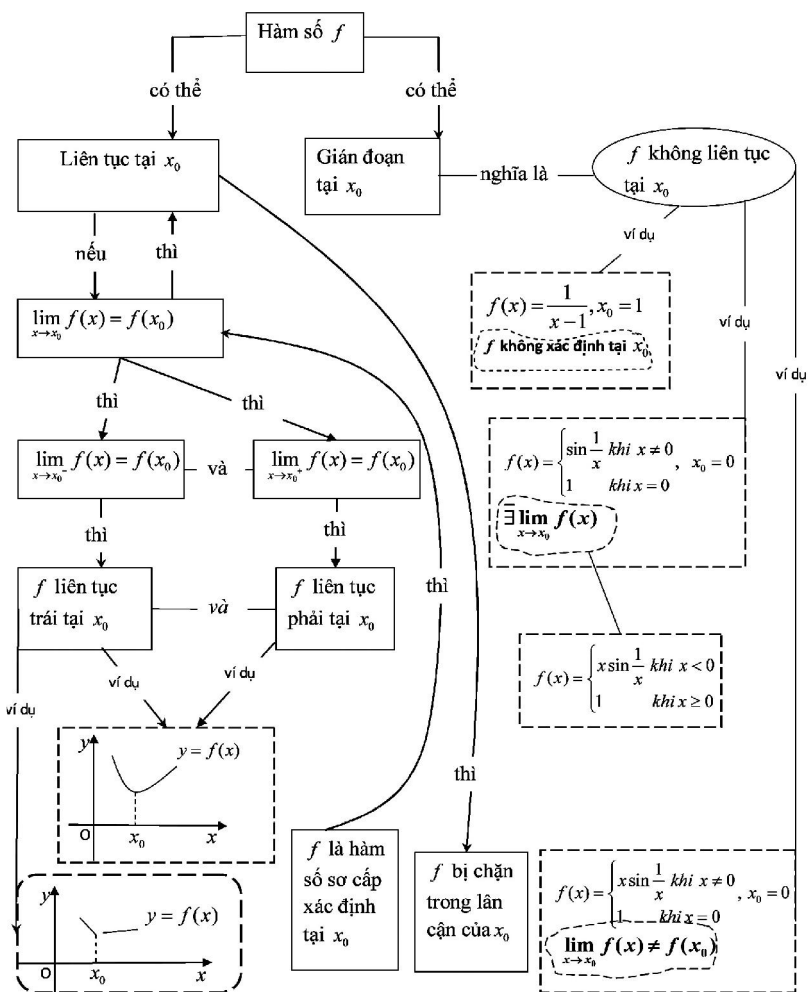 Hàm số f
có thể
có thể
Liên tục tại x₀
Gián đoạn
tại x₀
nghĩa là
f không liên tục
tại x₀
nếu
thì
ví dụ
ví dụ
ví dụ
f(x) = 1/(x−1), x₀ = 1
f không xác định tại x₀
lim_{x→x₀} f(x) = f(x₀)
thì
thì
lim_{x→x₀⁻} f(x) = f(x₀)
và
lim_{x→x₀⁺} f(x) = f(x₀)
f(x) = { sin 1/x khi x ≠ 0
1 khi x = 0
, x₀ = 0
∃ lim_{x→x₀} f(x)
thì
thì
f liên tục
trái tại x₀
và
f liên tục
phải tại x₀
thì
f(x) = { x sin 1/x khi x < 0
1 khi x ≥ 0
ví dụ
ví dụ
ví dụ
y
y = f(x)
O
x₀
x
thì
f là hàm
số sơ cấp
xác định
tại x₀
f bị chặn
trong lân
cận của x₀
f(x) = { x sin 1/x khi x ≠ 0
1 khi x = 0
, x₀ = 0
lim_{x→x₀} f(x) ≠ f(x₀)
y
y = f(x)
O
x₀
x